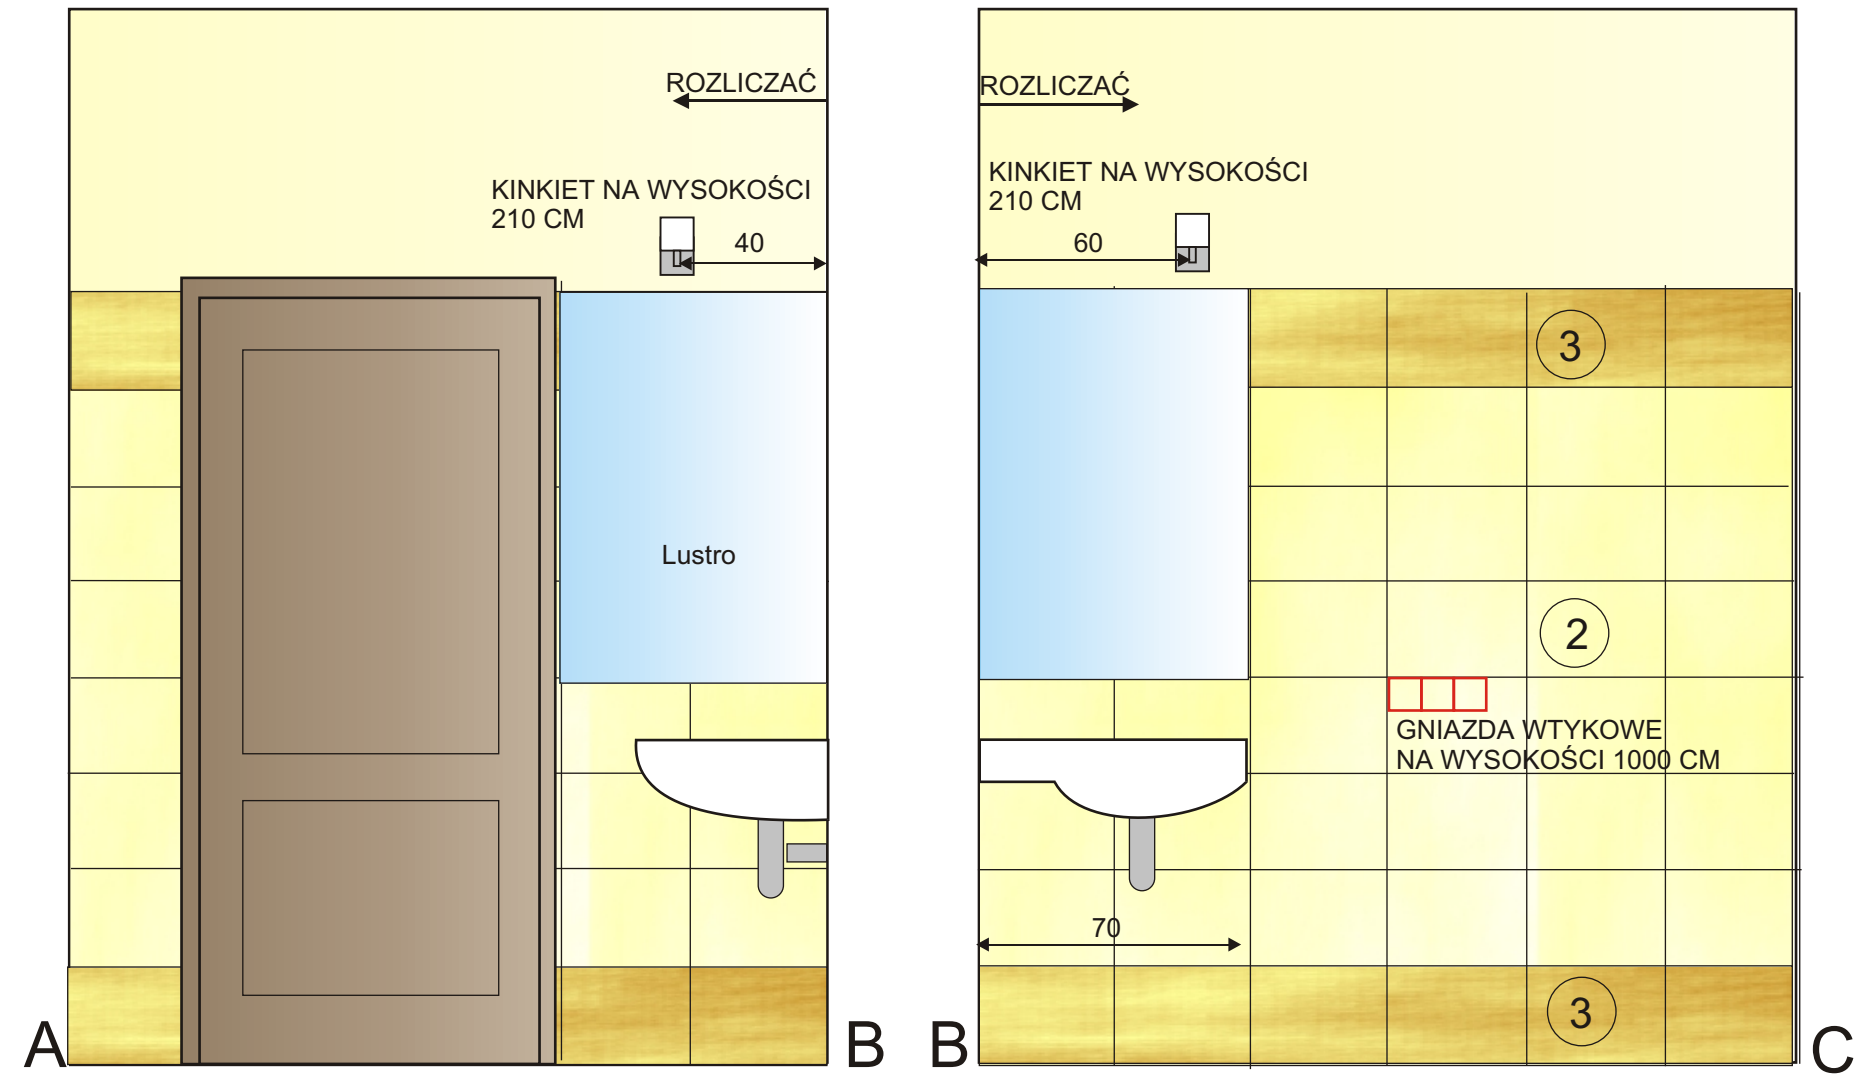 ROZLICZAĆ
KINKIET NA WYSOKOŚCI
210 CM
40
Lustro
A
B
ROZLICZAĆ
KINKIET NA WYSOKOŚCI
210 CM
60
3
2
GNIAZDA WTYKOWE
NA WYSOKOŚCI 1000 CM
70
3
B
C